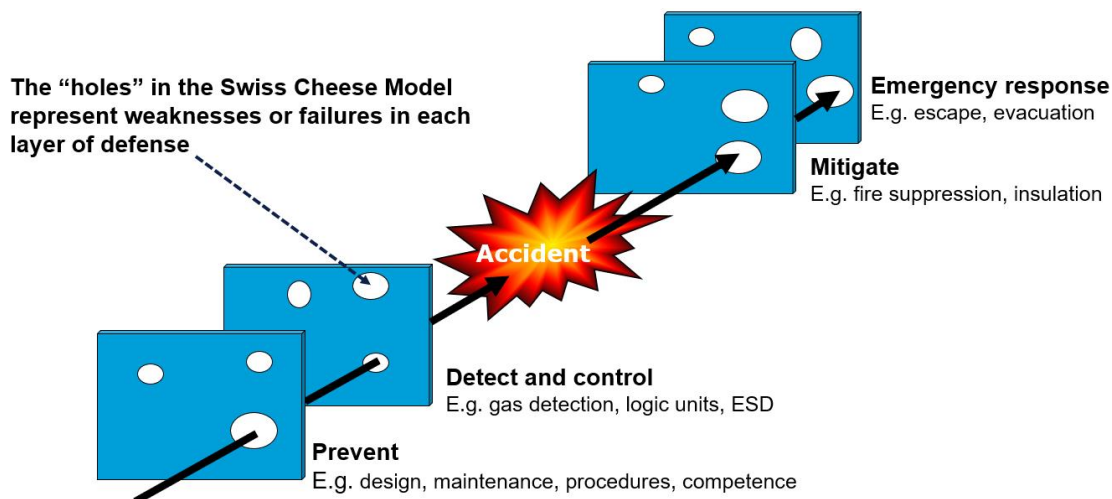 The “holes” in the Swiss Cheese Model
represent weaknesses or failures in each
layer of defense
Emergency response
E.g. escape, evacuation
Mitigate
E.g. fire suppression, insulation
Accident
Detect and control
E.g. gas detection, logic units, ESD
Prevent
E.g. design, maintenance, procedures, competence